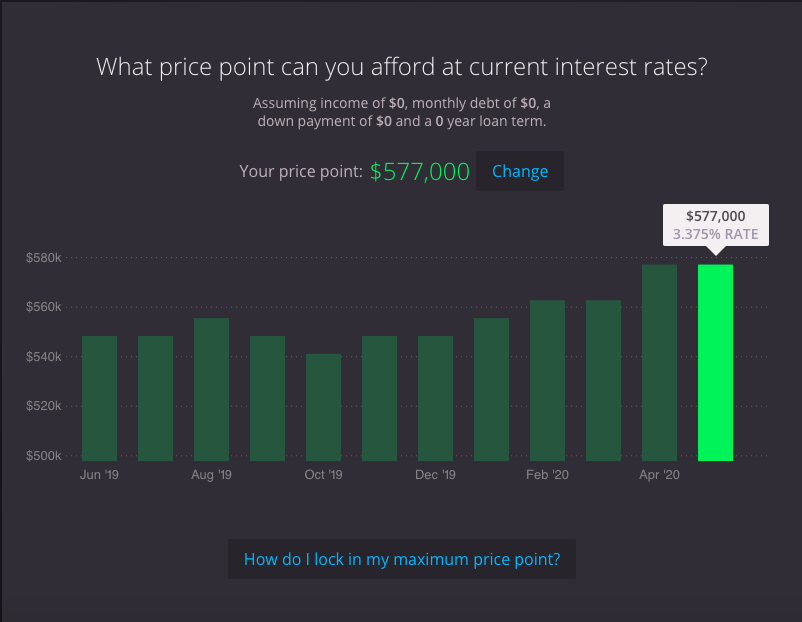 What price point can you afford at current interest rates?
Assuming income of $0, monthly debt of $0, a
down payment of $0 and a 0 year loan term.
Your price point: $577,000 Change
$577,000
3.375% RATE
$580k
$560k
$540k
$520k
$500k
Jun '19 Aug '19 Oct '19 Dec '19 Feb '20 Apr '20
How do I lock in my maximum price point?